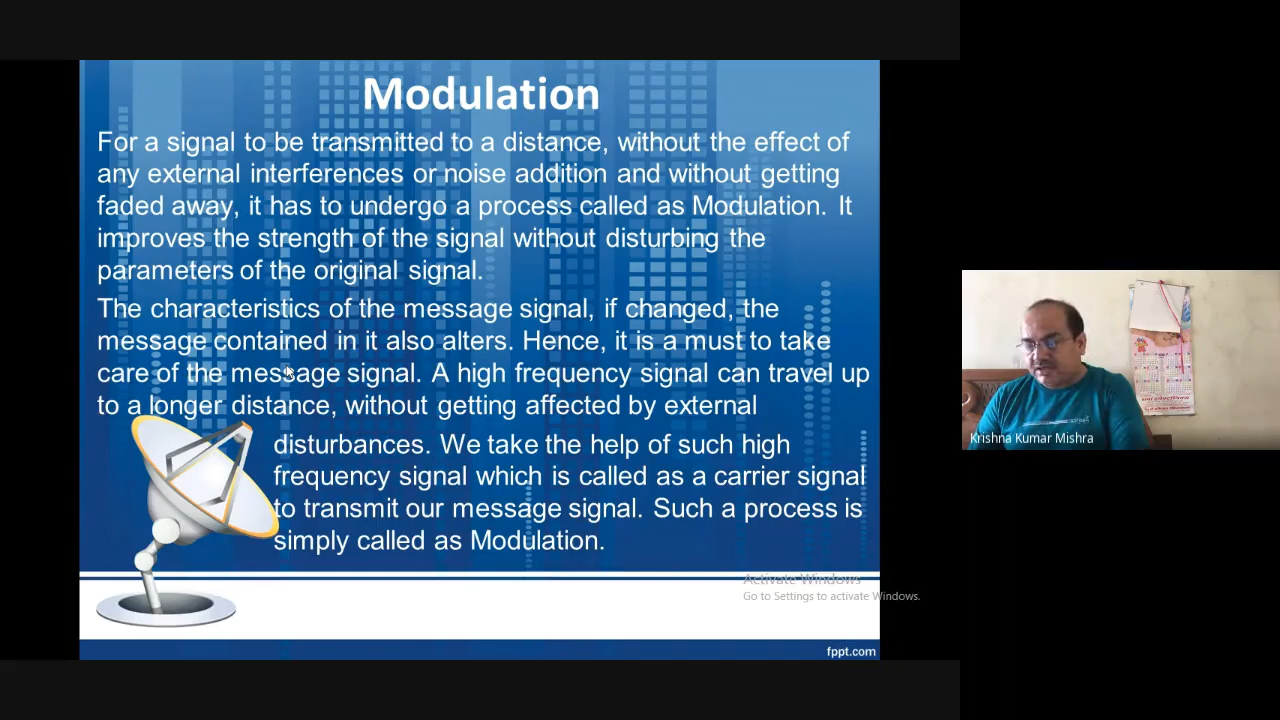 Modulation
For a signal to be transmitted to a distance, without the effect of
any external interferences or noise addition and without getting
faded away, it has to undergo a process called as Modulation. It
improves the strength of the signal without disturbing the
parameters of the original signal.
The characteristics of the message signal, if changed, the
message contained in it also alters. Hence, it is a must to take
care of the message signal. A high frequency signal can travel up
to a longer distance, without getting affected by external
disturbances. We take the help of such high
frequency signal which is called as a carrier signal
to transmit our message signal. Such a process is
simply called as Modulation.
Activate Windows
Go to Settings to activate Windows.
fppt.com
Krishna Kumar Mishra